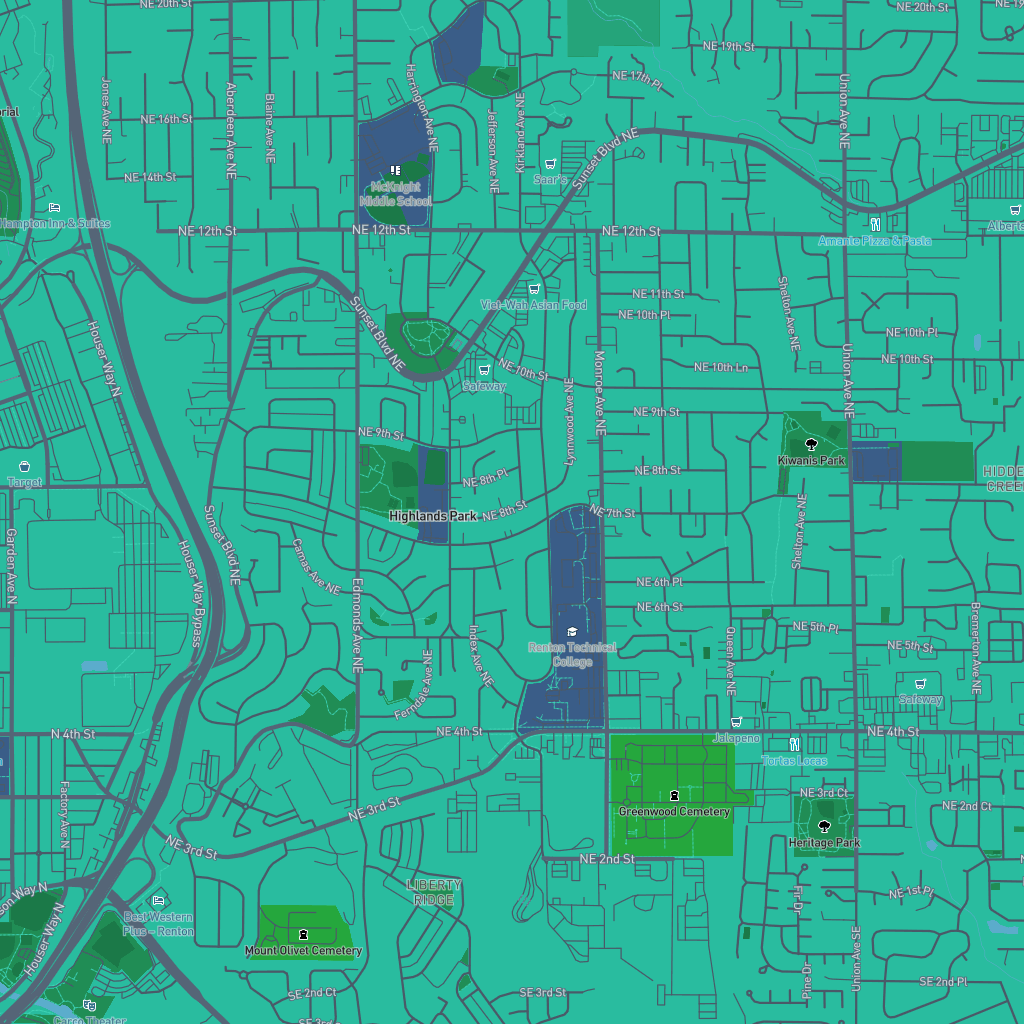 NE 20th St
NE 20th St
NE 19
NE 19th St
NE 17th Pl
Harrington Ave NE
Jones Ave NE
Aberdeen Ave NE
Blaine Ave NE
Jefferson Ave NE
Kirkland Ave NE
Union Ave NE
orial
NE 16th St
Sunset Blvd NE
Saar's
NE 14th St
McKnight
Middle School
Hampton Inn & Suites
NE 12th St
NE 12th St
NE 12th St
Amante Pizza & Pasta
Alberts
Shelton Ave NE
NE 11th St
Viet-Wah Asian Food
NE 10th Pl
NE 10th Pl
Sunset Blvd NE
Houser Way N
NE 10th St
NE 10th Ln
NE 10th St
Safeway
Monroe Ave NE
Union Ave NE
Lynnwood Ave NE
NE 9th St
NE 9th St
Kiwanis Park
Target
NE 8th Pl
NE 8th St
HIDDE
CREE
Highlands Park
NE 8th St
NE 7th St
Sunset Blvd NE
Shelton Ave NE
Garden Ave N
Houser Way Bypass
Camas Ave NE
Edmonds Ave NE
NE 6th Pl
NE 6th St
NE 5th Pl
Bremerton Ave NE
Renton Technical
College
Index Ave NE
Queen Ave NE
NE 5th St
Ferndale Ave NE
Safeway
N 4th St
NE 4th St
Jalapeno
NE 4th St
Tortas Locas
Factory Ave N
NE 3rd Ct
NE 3rd St
Greenwood Cemetery
NE 2nd Ct
NE 3rd St
Heritage Park
NE 2nd St
LIBERTY
RIDGE
son Way N
NE 1st Pl
Pine Dr
Best Western
Plus - Renton
Houser Way N
Mount Olivet Cemetery
Union Ave SE
SE 2nd Ct
SE 3rd St
SE 2nd Pl
Carco Theater